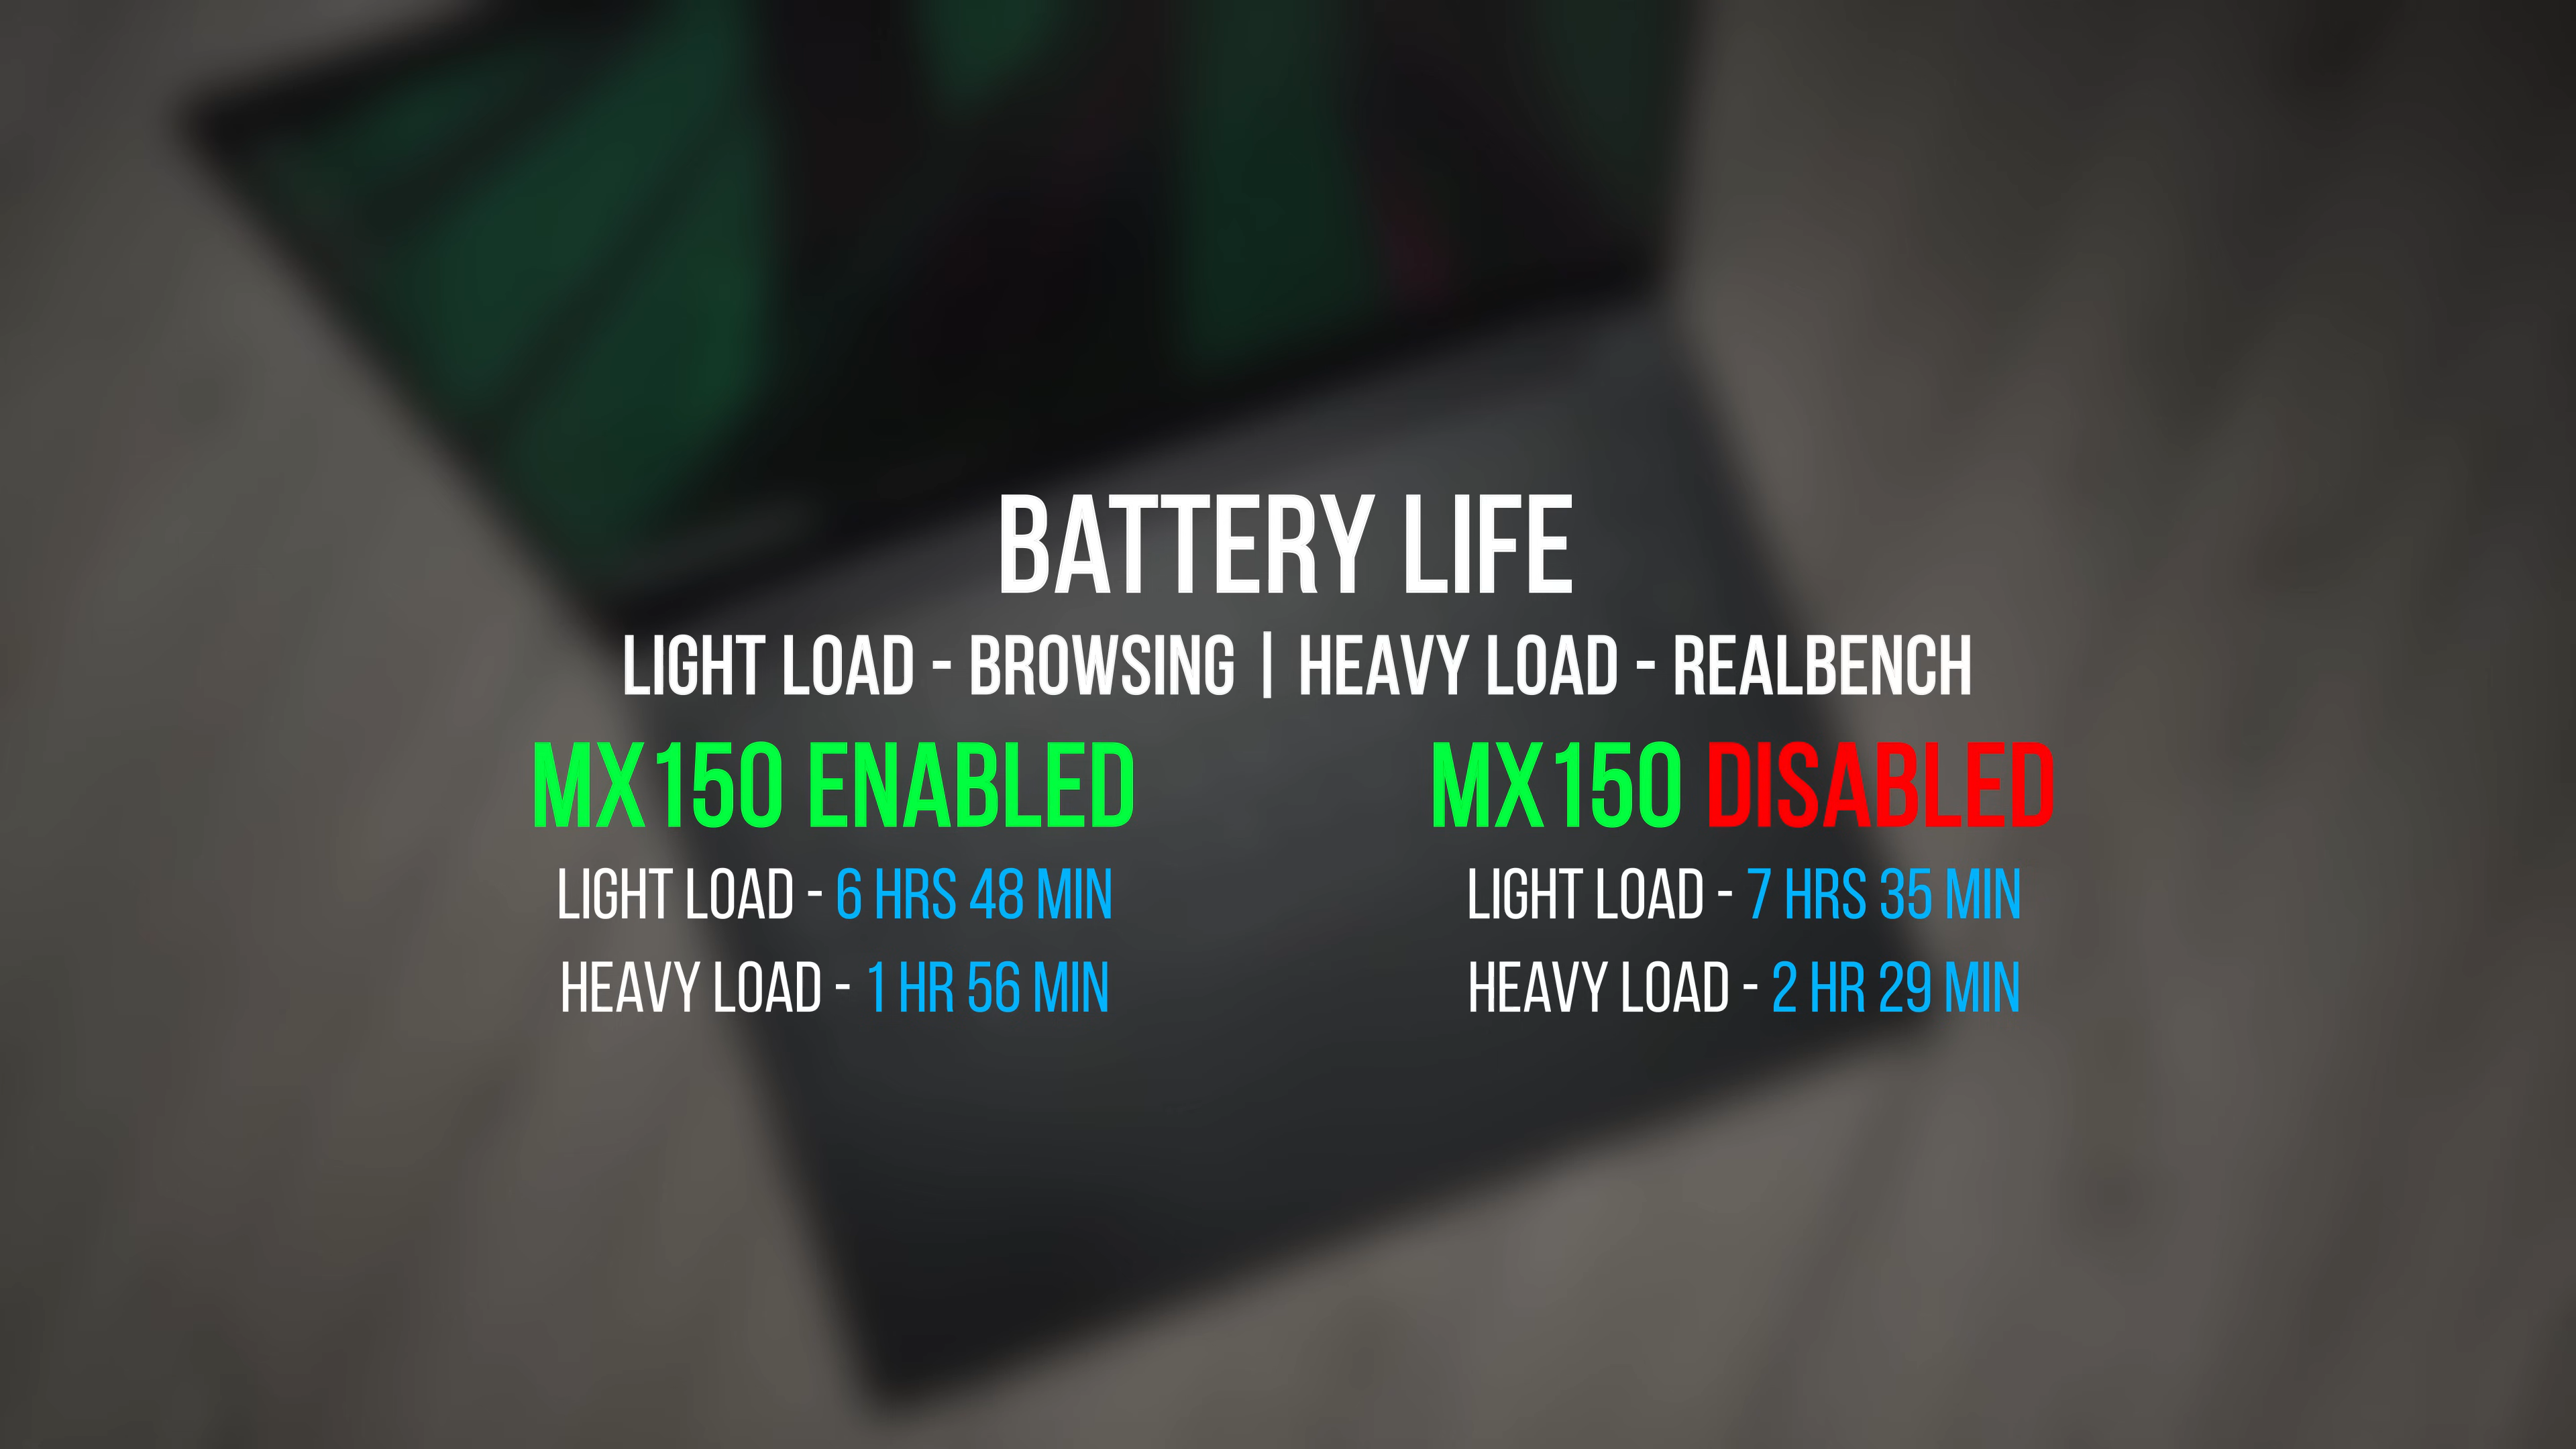 BATTERY LIFE
LIGHT LOAD - BROWSING | HEAVY LOAD - REALBENCH
MX150 ENABLED
LIGHT LOAD - 6 HRS 48 MIN
HEAVY LOAD - 1 HR 56 MIN
MX150 DISABLED
LIGHT LOAD - 7 HRS 35 MIN
HEAVY LOAD - 2 HR 29 MIN